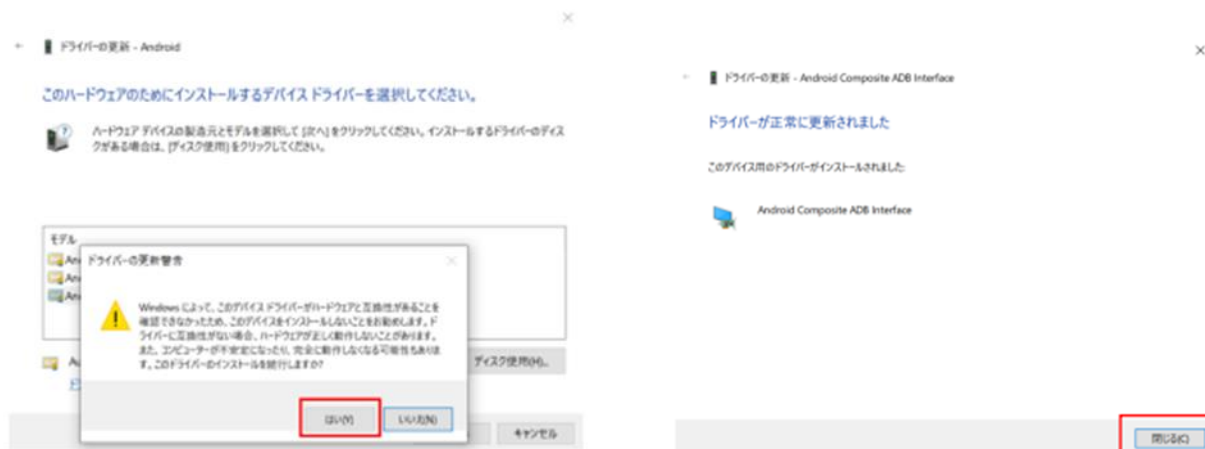 ドライバーの更新 - Android
このハードウェアのためにインストールするデバイス ドライバーを選択してください。
ハードウェア デバイスの製造元とモデルを選択して [次へ] をクリックしてください。インストールするドライバーのディス
クがある場合は、[ディスク使用] をクリックしてください。
モデル
ドライバーの更新警告
Windows によって、このデバイス ドライバーがハードウェアと互換性があることを
確認できなかったため、このデバイスをインストールしないことをお勧めします。ド
ライバーに互換性がない場合、ハードウェアが正しく動作しないことがあります。
また、コンピューターが不安定になったり、完全に動作しなくなる可能性もありま
す。このドライバーのインストールを続行しますか?
ディスク使用(H)...
はい(Y)
いいえ(N)
キャンセル
ドライバーの更新 - Android Composite ADB Interface
ドライバーが正常に更新されました
このデバイス用のドライバーがインストールされました:
Android Composite ADB Interface
閉じる(C)